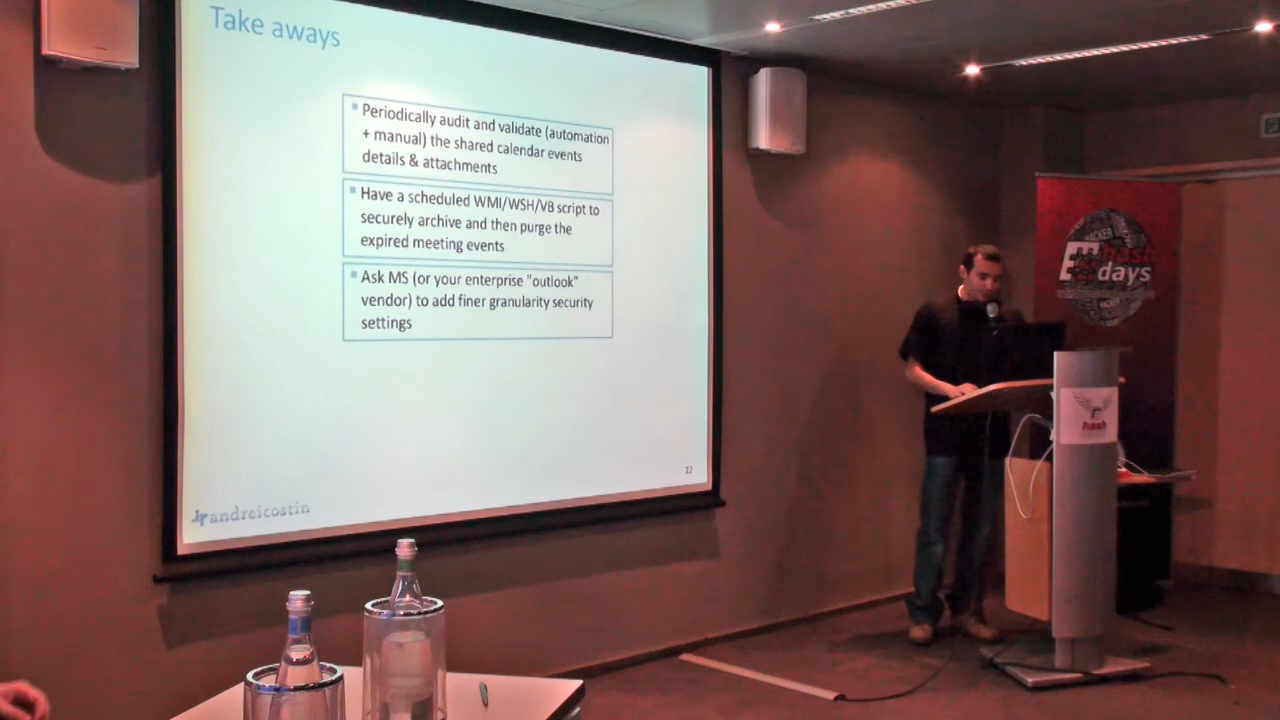 Take aways
Periodically audit and validate (automation
+ manual) the shared calendar events
details & attachments
Have a scheduled WMI/WSH/VB script to
securely archive and then purge the
expired meeting events
Ask MS (or your enterprise "outlook"
vendor) to add finer granularity security
settings
22
andreicostin
HACKER
hash
days
hash